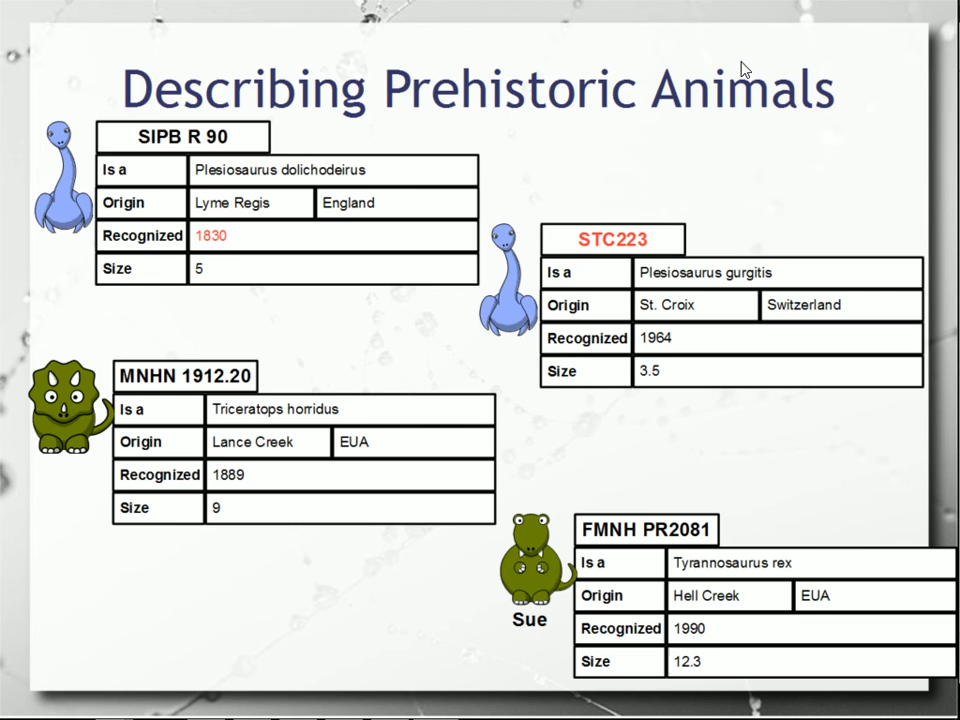 Describing Prehistoric Animals
SIPB R 90
Is a Plesiosaurus dolichodeirus
Origin Lyme Regis England
Recognized 1830
Size 5
STC223
Is a Plesiosaurus gurgitis
Origin St. Croix Switzerland
Recognized 1964
Size 3.5
MNHN 1912.20
Is a Triceratops horridus
Origin Lance Creek EUA
Recognized 1889
Size 9
FMNH PR2081
Is a Tyrannosaurus rex
Origin Hell Creek EUA
Recognized 1990
Size 12.3
Sue